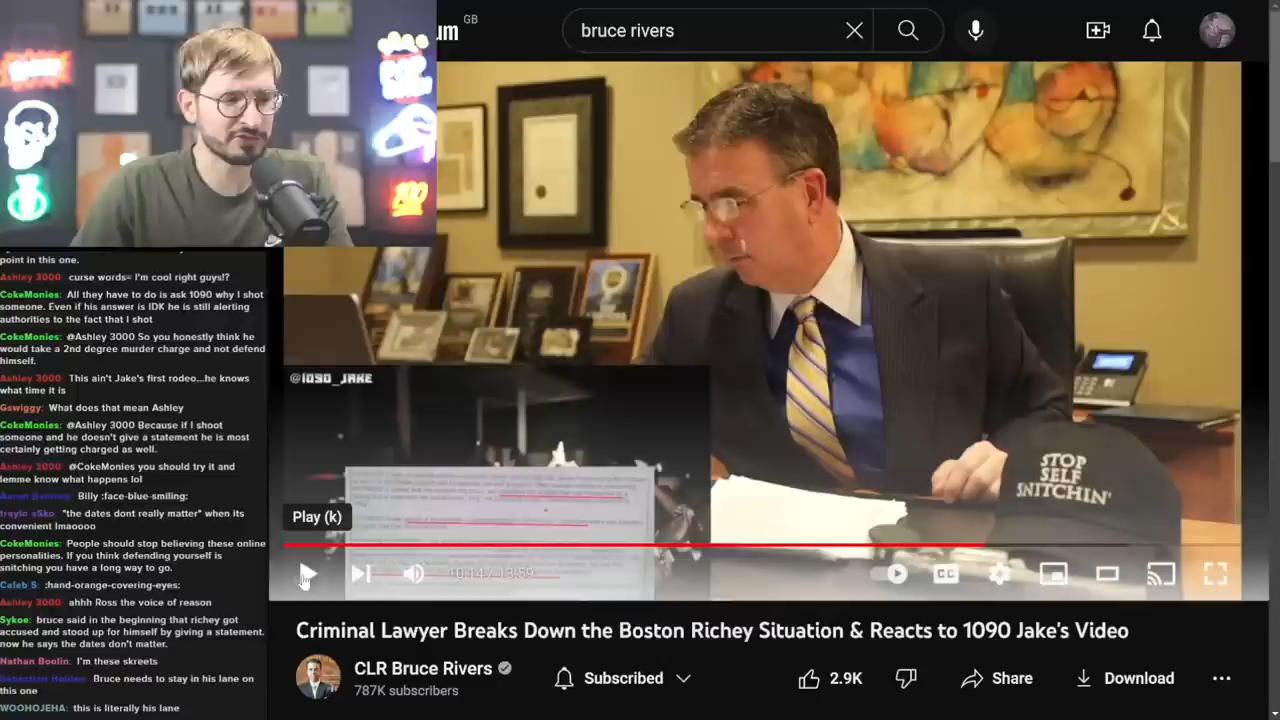 um
GB
bruce rivers
point in this one.
Ashley 3000 curse words= I'm cool right guys!?
CokeMonies: All they have to do is ask 1090 why I shot
someone. Even if his answer is IDK he is still alerting
authorities to the fact that I shot
CokeMonies: @Ashley 3000 So you honestly think he
would take a 2nd degree murder charge and not defend
himself.
Ashley 3000 This ain't Jake's first rodeo...he knows
what time it is
Gswiggy: What does that mean Ashley
CokeMonies: @Ashley 3000 Because if I shoot
someone and he doesn't give a statement he is most
certainly getting charged as well.
Ashley 3000 @CokeMonies you should try it and
lemme know what happens lol
Billy :face-blue-smiling:
"the dates dont really matter" when its
convenient lmaoooo
CokeMonies: People should stop believing these online
personalities. If you think defending yourself is
snitching you have a long way to go.
Caleb S: :hand-orange-covering-eyes:
Ashley 3000 ahhh Ross the voice of reason
Sykoe: bruce said in the beginning that richey got
accused and stood up for himself by giving a statement.
now he says the dates don't matter.
Nathan Boolin: I'm these skreets
Bruce needs to stay in his lane on
this one
WOOHOJEHA: this is literally his lane
@1090_JAKE
STOP
SELF
SNITCHIN'
Play (k)
10:14 / 13:59
CC
Criminal Lawyer Breaks Down the Boston Richey Situation & Reacts to 1090 Jake's Video
CLR Bruce Rivers
787K subscribers
Subscribed
2.9K
Share
Download